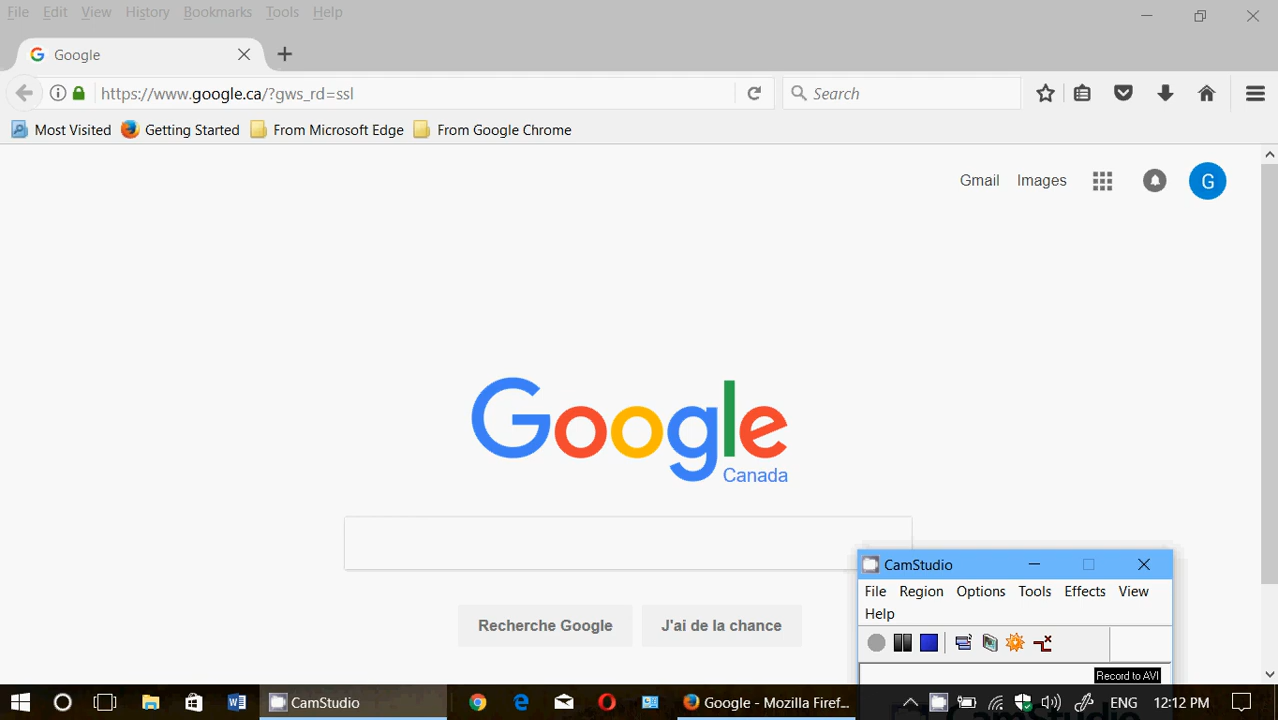 File Edit View History Bookmarks Tools Help
Google
https://www.google.ca/?gws_rd=ssl
Search
Most Visited Getting Started From Microsoft Edge From Google Chrome
Gmail Images G
Google
Canada
CamStudio
File Region Options Tools Effects View
Help
Recherche Google J'ai de la chance
Record to AVI
CamStudio Google - Mozilla Firef... ENG 12:12 PM
CamStudio